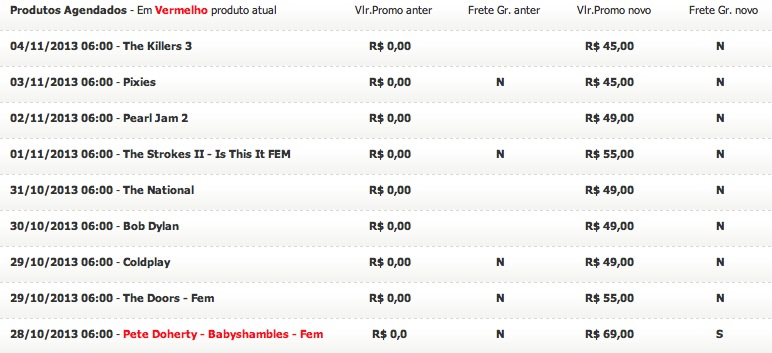 Produtos Agendados - Em Vermelho produto atual Vlr.Promo anter Frete Gr. anter Vlr.Promo novo Frete Gr. novo
04/11/2013 06:00 - The Killers 3 R$ 0,00 R$ 45,00 N
03/11/2013 06:00 - Pixies R$ 0,00 N R$ 45,00 N
02/11/2013 06:00 - Pearl Jam 2 R$ 0,00 R$ 49,00 N
01/11/2013 06:00 - The Strokes II - Is This It FEM R$ 0,00 N R$ 55,00 N
31/10/2013 06:00 - The National R$ 0,00 R$ 49,00 N
30/10/2013 06:00 - Bob Dylan R$ 0,00 R$ 49,00 N
29/10/2013 06:00 - Coldplay R$ 0,00 N R$ 49,00 N
29/10/2013 06:00 - The Doors - Fem R$ 0,00 N R$ 55,00 N
28/10/2013 06:00 - Pete Doherty - Babyshambles - Fem R$ 0,0 N R$ 69,00 S